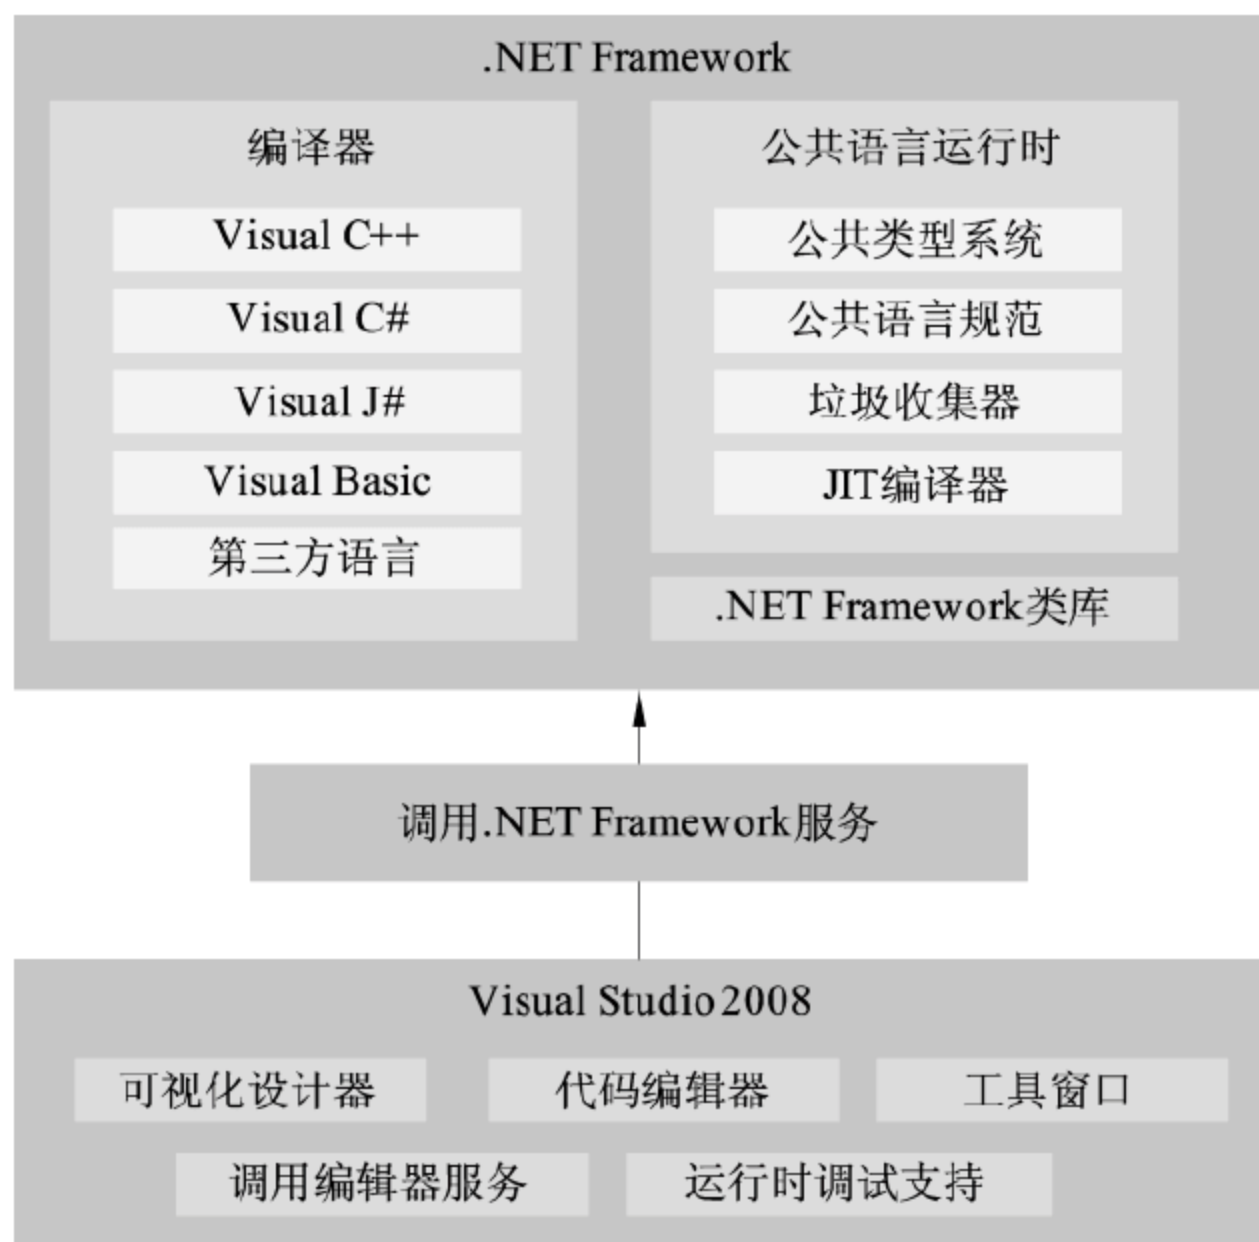 .NET Framework
编译器
Visual C++
Visual C#
Visual J#
Visual Basic
第三方语言
公共语言运行时
公共类型系统
公共语言规范
垃圾收集器
JIT编译器
.NET Framework类库
调用.NET Framework服务
Visual Studio 2008
可视化设计器
代码编辑器
工具窗口
调用编辑器服务
运行时调试支持